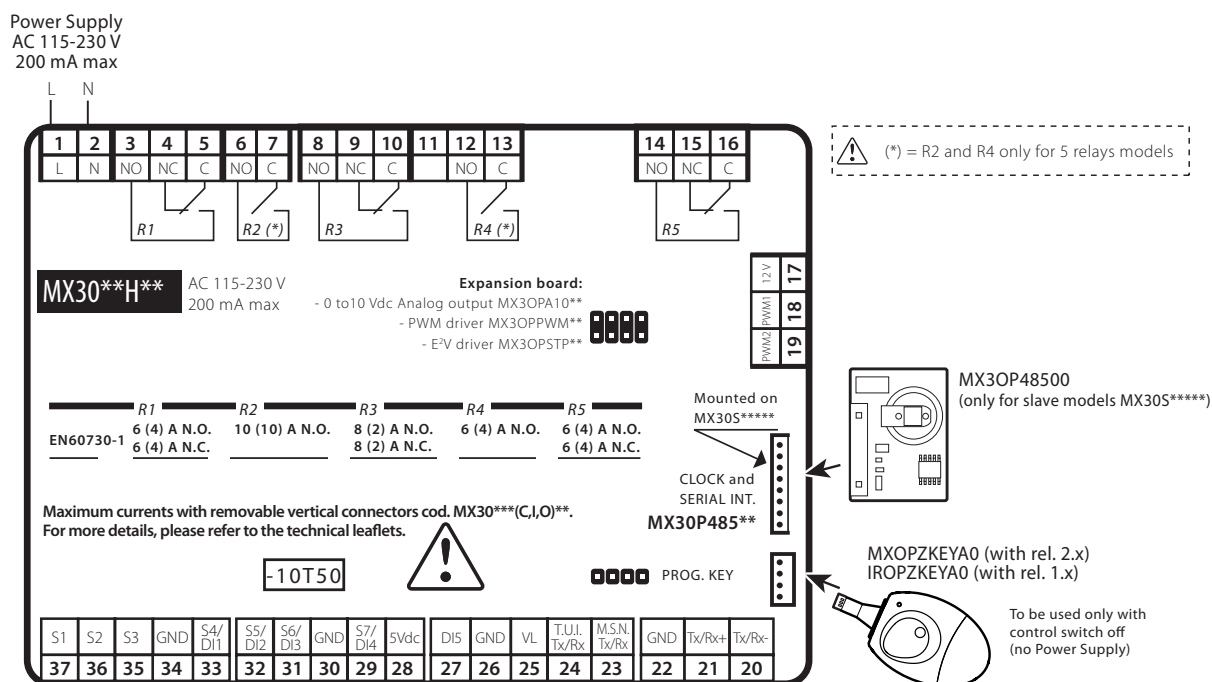 Power Supply
AC 115-230 V
200 mA max
L N
1 2 3 4 5 6 7 8 9 10 11 12 13 14 15 16
L N NO NC C NO C NO NC C NO C NO NC C
R1 R2 (*) R3 R4 (*) R5
(*) = R2 and R4 only for 5 relays models
MX30**H**
AC 115-230 V
200 mA max
Expansion board:
- 0 to10 Vdc Analog output MX3OPA10**
- PWM driver MX3OPPWM**
- E²V driver MX3OPSTP**
12 V 17
PWM1 18
PWM2 19
R1 R2 R3 R4 R5
EN60730-1 6 (4) A N.O. 10 (10) A N.O. 8 (2) A N.O. 6 (4) A N.O. 6 (4) A N.O.
6 (4) A N.C. 8 (2) A N.C. 6 (4) A N.C.
Mounted on
MX30S*****
CLOCK and
SERIAL INT.
MX30P485**
MX3OP48500
(only for slave models MX30S*****)
Maximum currents with removable vertical connectors cod. MX30***(C,I,O)**.
For more details, please refer to the technical leaflets.
-10T50
PROG. KEY
MXOPZKEYA0 (with rel. 2.x)
IROPZKEYA0 (with rel. 1.x)
To be used only with
control switch off
(no Power Supply)
S1 S2 S3 GND S4/DI1 S5/DI2 S6/DI3 GND S7/DI4 5Vdc DI5 GND VL T.U.I. Tx/Rx M.S.N. Tx/Rx GND Tx/Rx+ Tx/Rx-
37 36 35 34 33 32 31 30 29 28 27 26 25 24 23 22 21 20